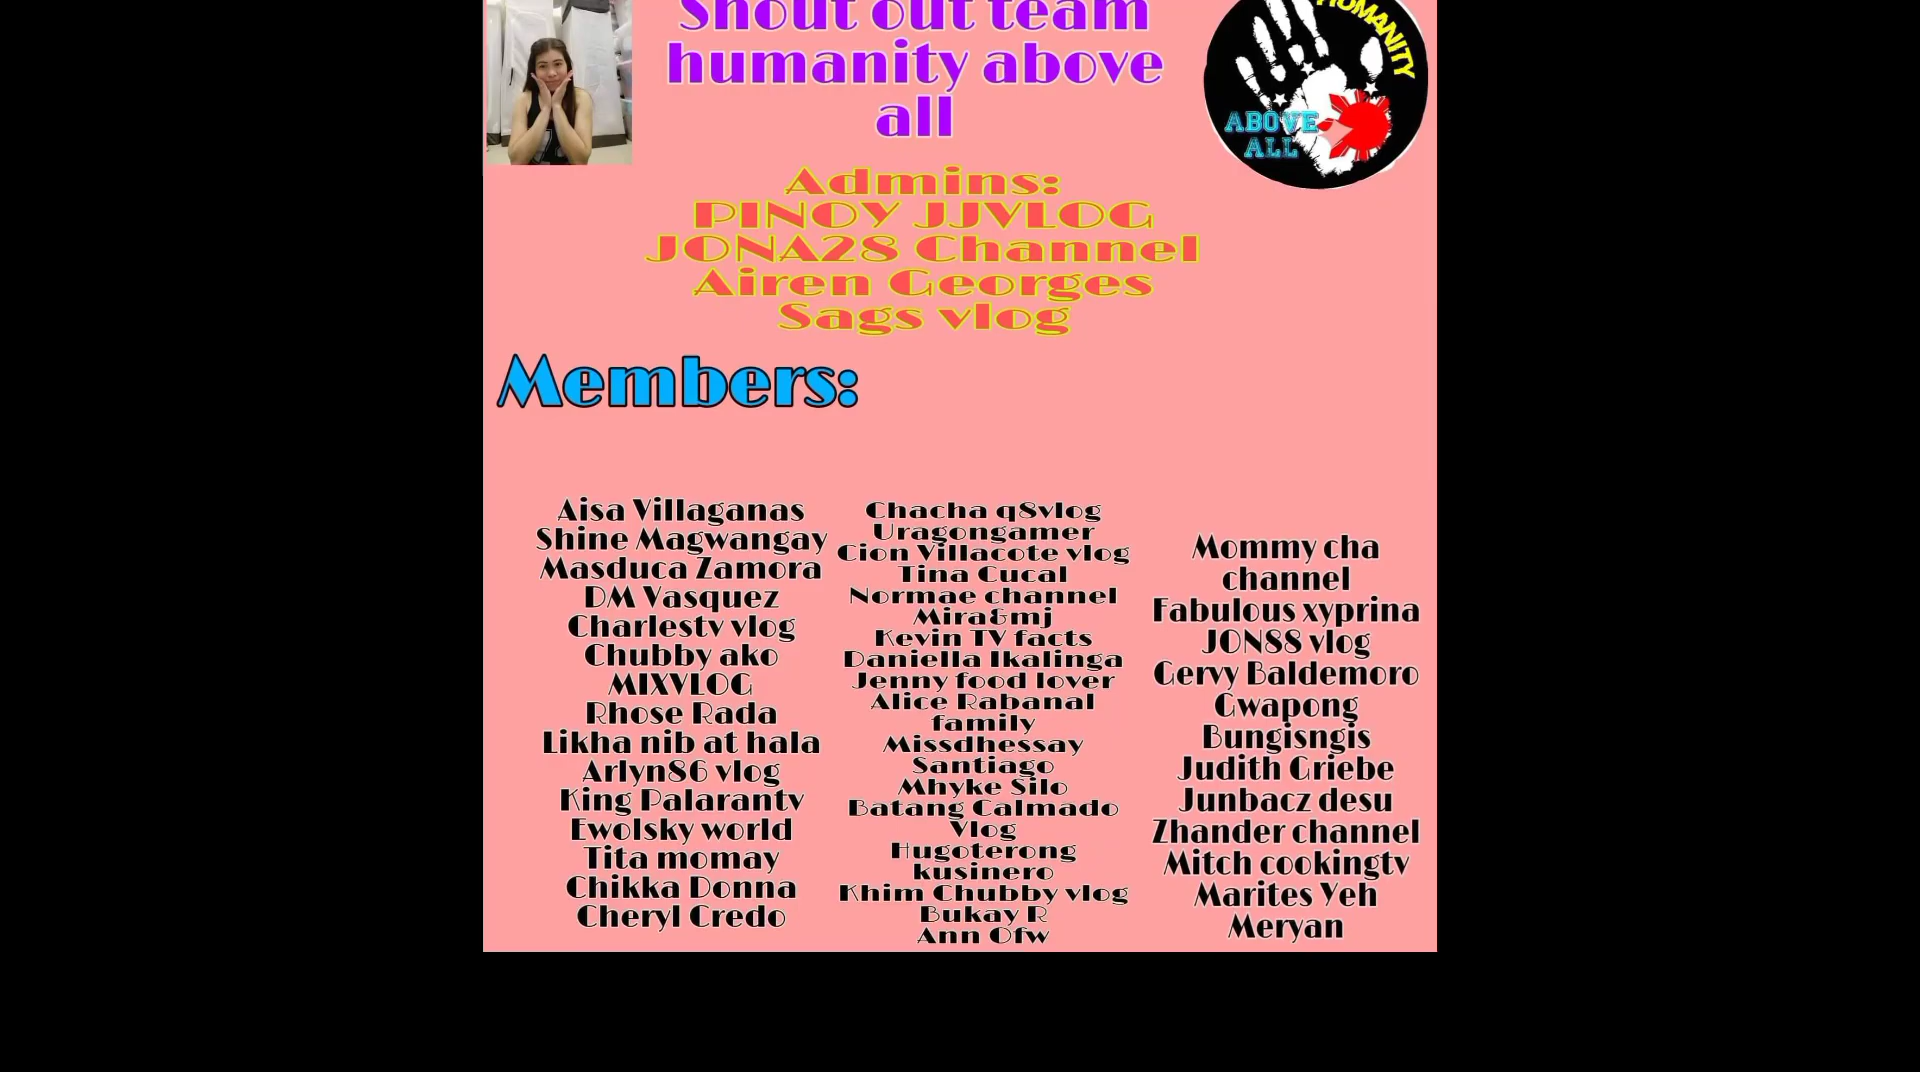 Shout out team
humanity above
all
HUMANITY
ABOVE
ALL
Admins:
PINOY JJVLOG
JONA28 Channel
Airen Georges
Sags vlog
Members:
Aisa Villaganas
Shine Magwangay
Masduca Zamora
DM Vasquez
Charlestv vlog
Chubby ako
MIXVLOG
Rhose Rada
Likha nib at hala
Arlyn86 vlog
King Palarantv
Ewolsky world
Tita momay
Chikka Donna
Cheryl Credo
Chacha q8vlog
Uragongamer
Cion Villacote vlog
Tina Cucal
Normae channel
Mira&mj
Kevin TV facts
Daniella Ikalinga
Jenny food lover
Alice Rabanal
family
Missdhessay
Santiago
Mhyke Silo
Batang Calmado
Vlog
Hugoterong
kusinero
Khim Chubby vlog
Bukay R
Ann Ofw
Mommy cha
channel
Fabulous xyprina
JON88 vlog
Gervy Baldemoro
Gwapong
Bungisngis
Judith Griebe
Junbacz desu
Zhander channel
Mitch cookingtv
Marites Yeh
Meryan